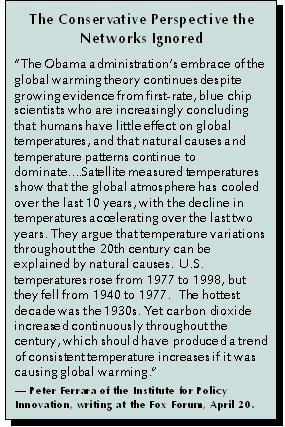 The Conservative Perspective the
Networks Ignored
“The Obama administration’s embrace of the
global warming theory continues despite
growing evidence from first-rate, blue chip
scientists who are increasingly concluding
that humans have little effect on global
temperatures, and that natural causes and
temperature patterns continue to
dominate....Satellite measured temperatures
show that the global atmosphere has cooled
over the last 10 years, with the decline in
temperatures accelerating over the last two
years. They argue that temperature variations
throughout the 20th century can be
explained by natural causes. U.S.
temperatures rose from 1977 to 1998, but
they fell from 1940 to 1977. The hottest
decade was the 1930s. Yet carbon dioxide
increased continuously throughout the
century, which should have produced a trend
of consistent temperature increases if it was
causing global warming.”
— Peter Ferrara of the Institute for Policy
Innovation, writing at the Fox Forum, April 20.